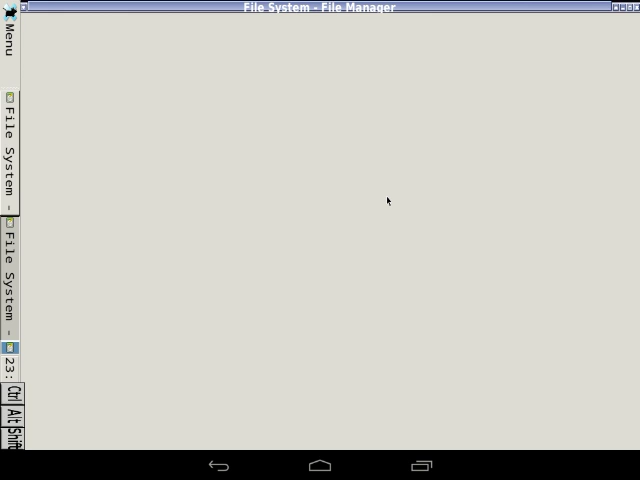 File System - File Manager
Menu
File System -
File System -
23:
Ctrl
Alt
Shift